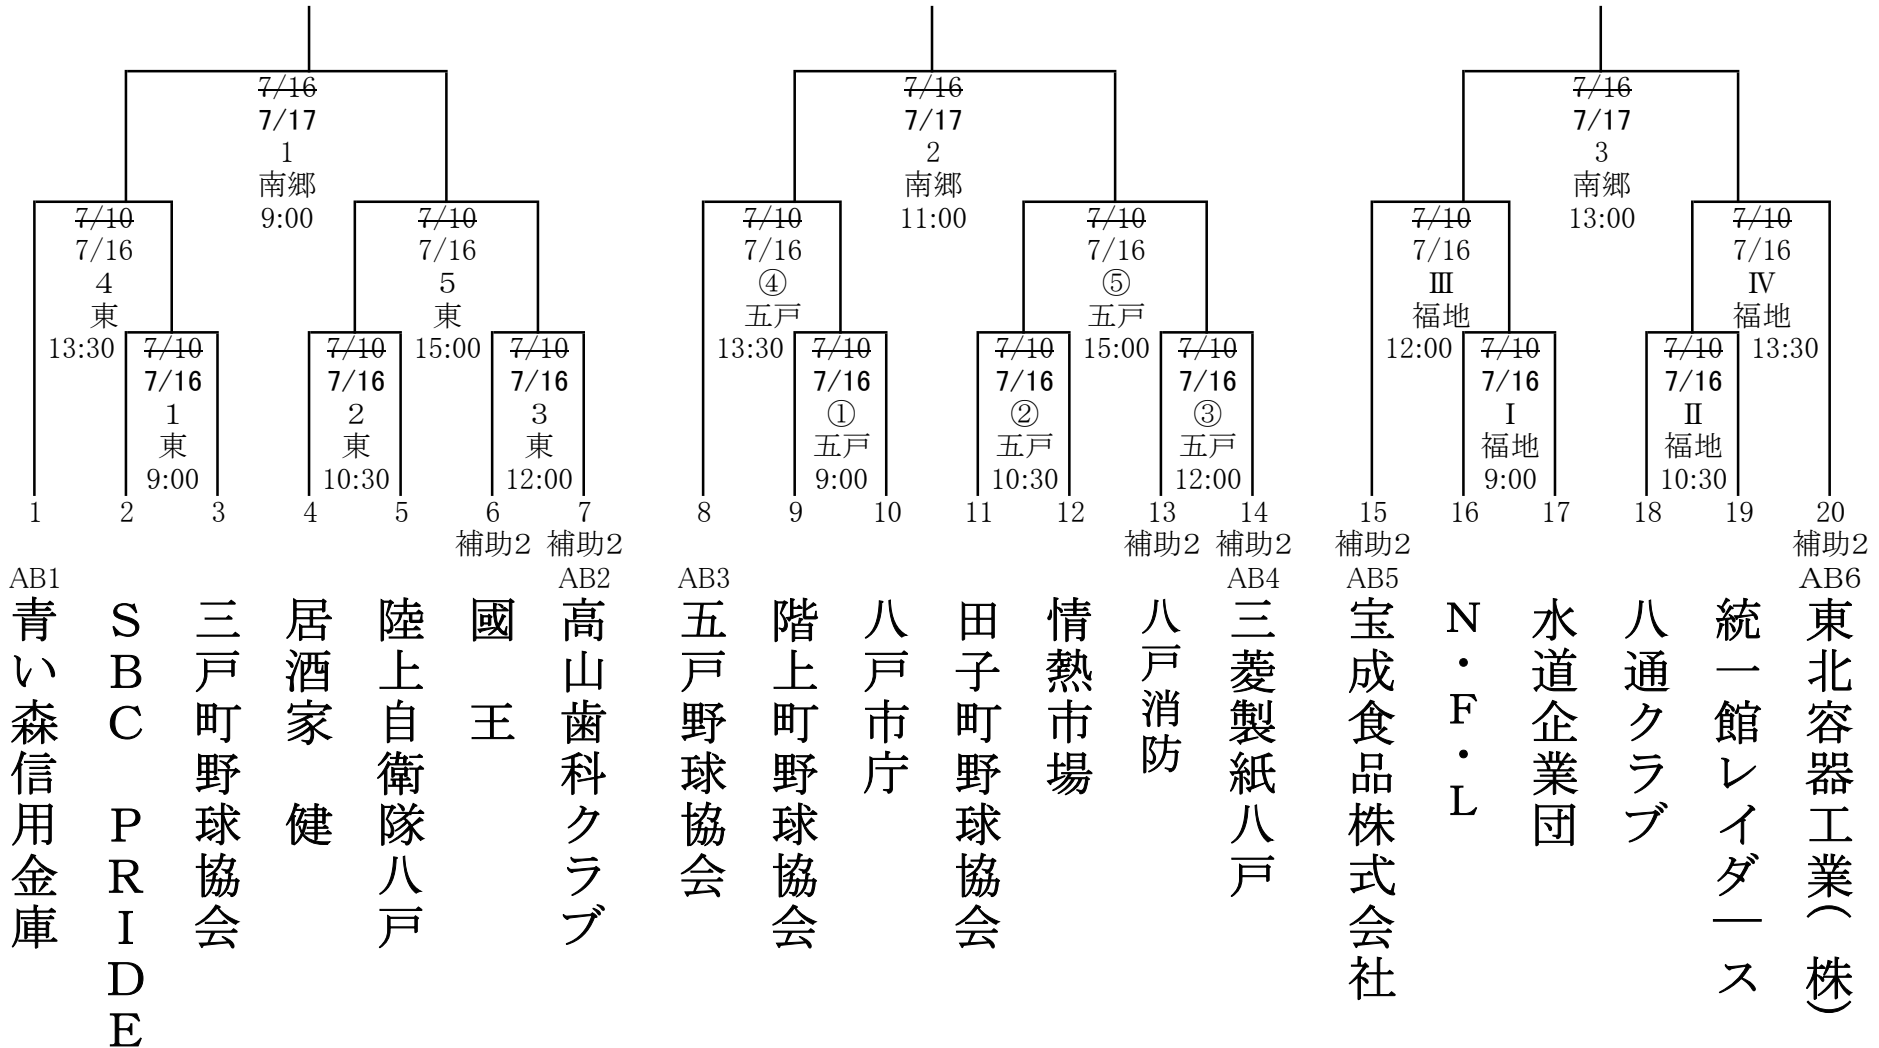 7/16
7/17
1
南郷
9:00
7/16
7/17
2
南郷
11:00
7/16
7/17
3
南郷
13:00
7/10
7/16
4
東
13:30
7/10
7/16
5
東
15:00
7/10
7/16
④
五戸
13:30
7/10
7/16
⑤
五戸
15:00
7/10
7/16
Ⅲ
福地
12:00
7/10
7/16
Ⅳ
福地
13:30
7/10
7/16
1
東
9:00
7/10
7/16
2
東
10:30
7/10
7/16
3
東
12:00
7/10
7/16
①
五戸
9:00
7/10
7/16
②
五戸
10:30
7/10
7/16
③
五戸
12:00
7/10
7/16
Ⅰ
福地
9:00
7/10
7/16
Ⅱ
福地
10:30
1 2 3 4 5 6 7 8 9 10 11 12 13 14 15 16 17 18 19 20
補助2 補助2 補助2 補助2 補助2 補助2
AB1 AB2 AB3 AB4 AB5 AB6
青い森信用金庫
SBC PRIDE
三戸町野球協会
居酒家 健
陸上自衛隊八戸
國 王
高山歯科クラブ
五戸野球協会
階上町野球協会
八戸市庁
田子町野球協会
情熱市場
八戸消防
三菱製紙八戸
宝成食品株式会社
N・F・L
水道企業団
八通クラブ
統一館レイダース
東北容器工業(株)